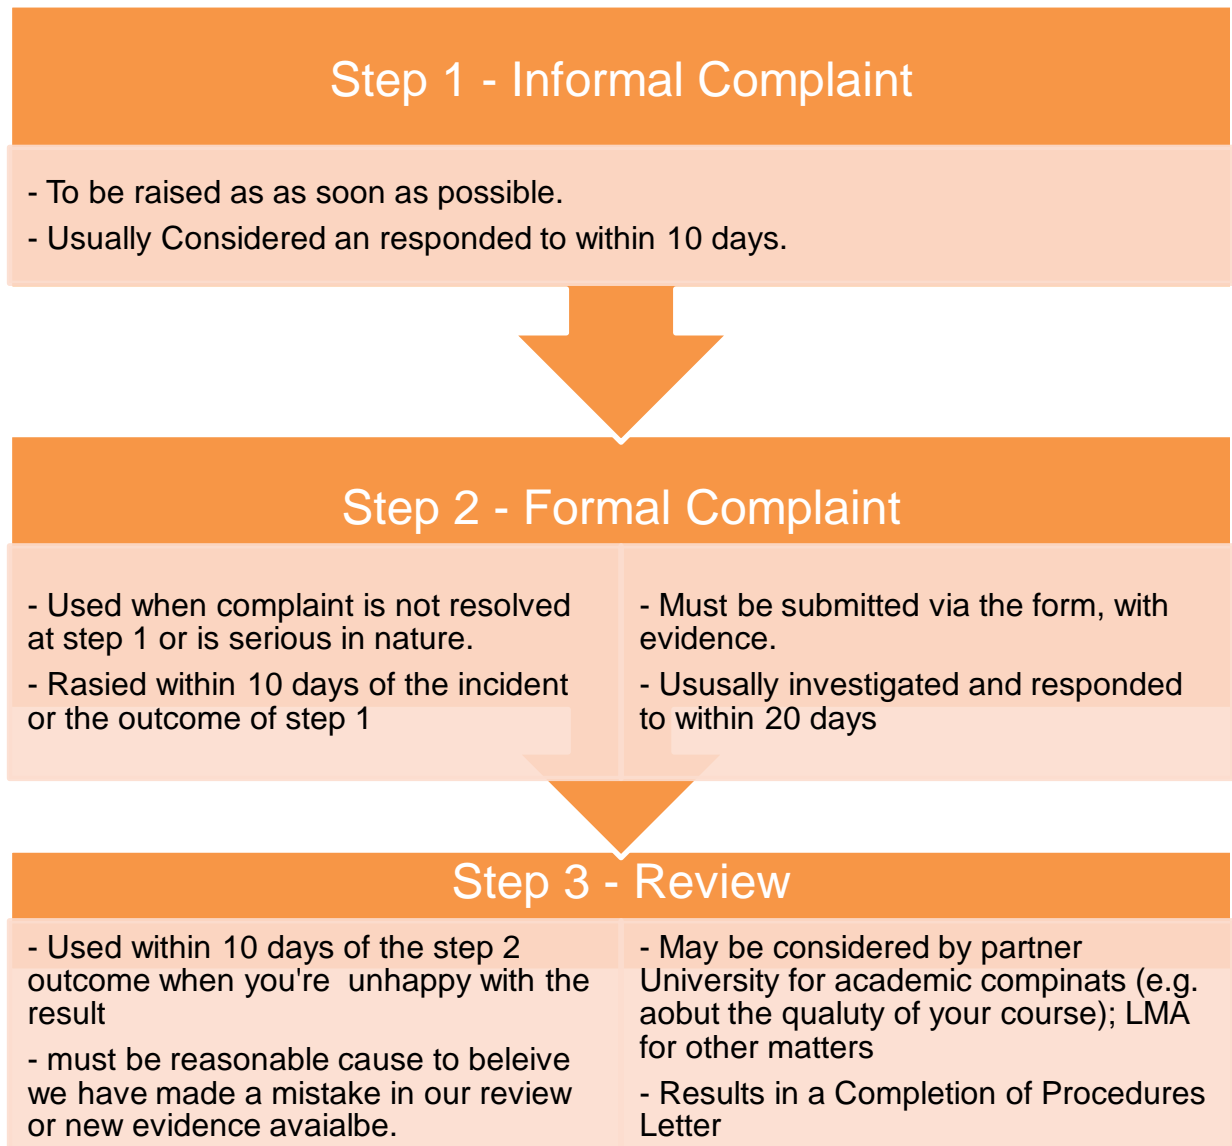 Step 1 - Informal Complaint
- To be raised as as soon as possible.
- Usually Considered an responded to within 10 days.
Step 2 - Formal Complaint
- Used when complaint is not resolved
at step 1 or is serious in nature.
- Rasied within 10 days of the incident
or the outcome of step 1
- Must be submitted via the form, with
evidence.
- Ususally investigated and responded
to within 20 days
Step 3 - Review
- Used within 10 days of the step 2
outcome when you're  unhappy with the
result
- must be reasonable cause to beleive
we have made a mistake in our review
or new evidence avaialbe.
- May be considered by partner
University for academic compinats (e.g.
aobut the qualuty of your course); LMA
for other matters
- Results in a Completion of Procedures
Letter